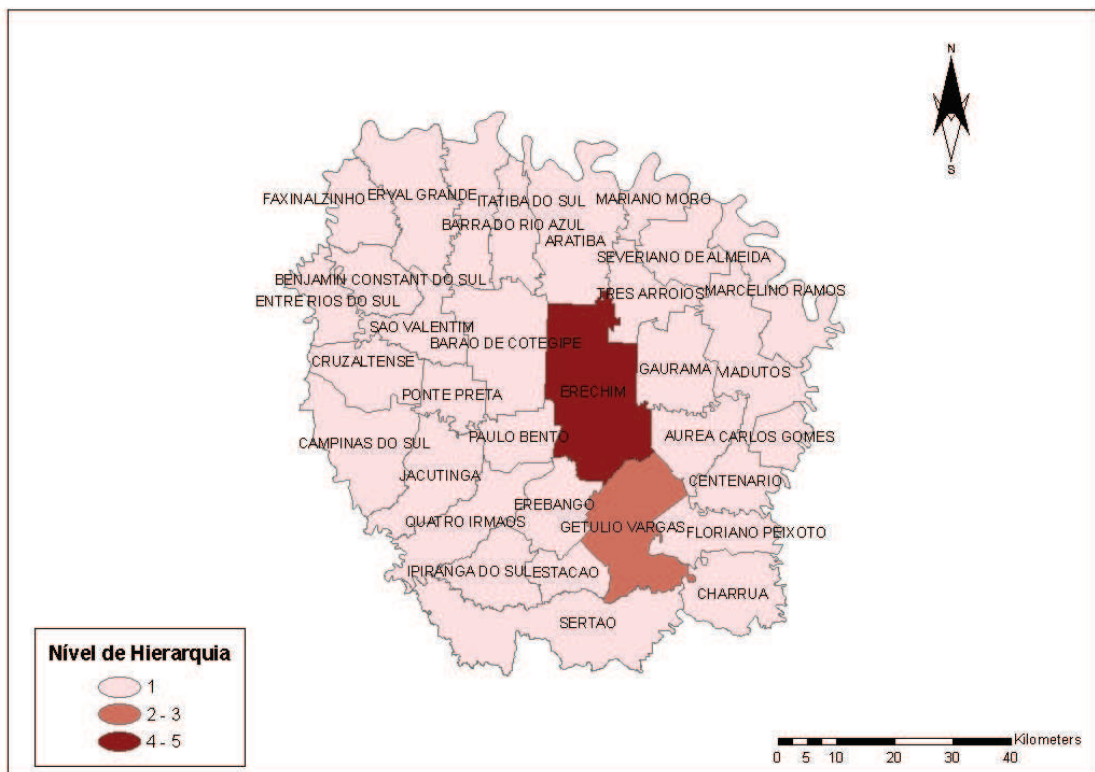 N
S
FAXINALZINHO
ERVAL GRANDE
ITATIBA DO SUL
MARIANO MORO
BARRA DO RIO AZUL
ARATIBA
SEVERIANO DE ALMEIDA
BENJAMIN CONSTANT DO SUL
TRES ARROIOS
MARCELINO RAMOS
ENTRE RIOS DO SUL
SAO VALENTIM
BARAO DE COTEGIPE
CRUZALTENSE
GAURAMA
MADUTOS
PONTE PRETA
ERECHIM
CAMPINAS DO SUL
PAULO BENTO
AUREA
CARLOS GOMES
JACUTINGA
CENTENARIO
EREBANGO
QUATRO IRMAOS
GETULIO VARGAS
FLORIANO PEIXOTO
IPIRANGA DO SUL
ESTACAO
CHARRUA
SERTAO
Nível de Hierarquia
1
2 - 3
4 - 5
Kilometers
0 5 10 20 30 40